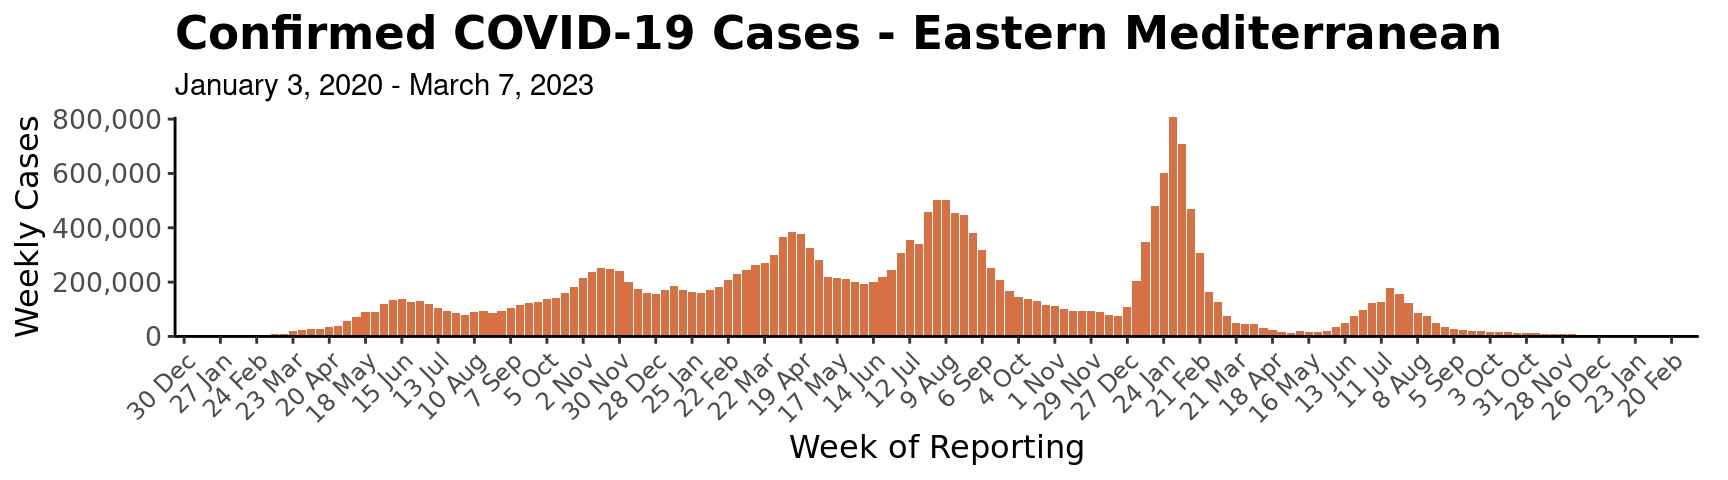 Confirmed COVID-19 Cases - Eastern Mediterranean
January 3, 2020 - March 7, 2023
Weekly Cases
800,000
600,000
400,000
200,000
0
30 Dec
27 Jan
24 Feb
23 Mar
20 Apr
18 May
15 Jun
13 Jul
10 Aug
7 Sep
5 Oct
2 Nov
30 Nov
28 Dec
25 Jan
22 Feb
22 Mar
19 Apr
17 May
14 Jun
12 Jul
9 Aug
6 Sep
4 Oct
1 Nov
29 Nov
27 Dec
24 Jan
21 Feb
21 Mar
18 Apr
16 May
13 Jun
11 Jul
8 Aug
5 Sep
3 Oct
31 Oct
28 Nov
26 Dec
23 Jan
20 Feb
Week of Reporting